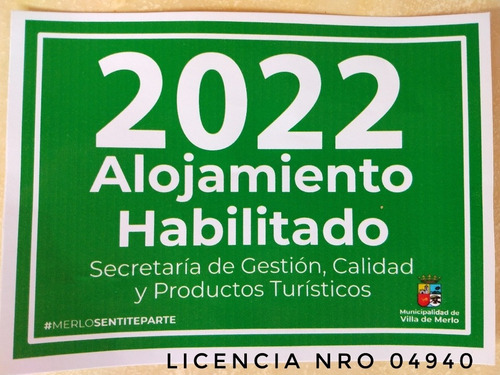 2022
Alojamiento
Habilitado
Secretaría de Gestión, Calidad
y Productos Turísticos
#MERLOSENTITEPARTE
Municipalidad de
Villa de Merlo
LICENCIA NRO 04940